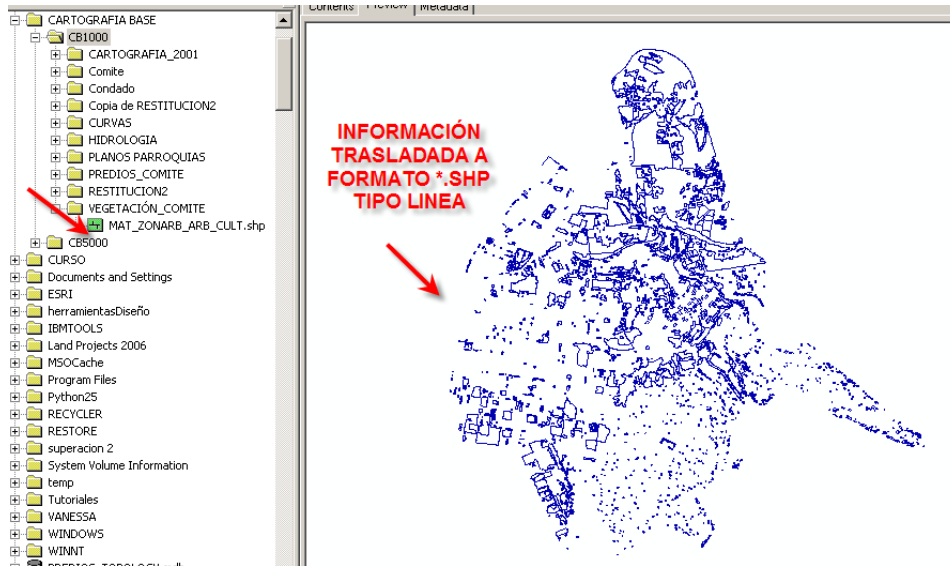 Contents Preview Metadata
CARTOGRAFIA BASE
CB1000
CARTOGRAFIA_2001
Comite
Condado
Copia de RESTITUCION2
CURVAS
HIDROLOGIA
PLANOS PARROQUIAS
PREDIOS_COMITE
RESTITUCION2
VEGETACIÓN_COMITE
MAT_ZONARB_ARB_CULT.shp
CB5000
CURSO
Documents and Settings
ESRI
herramientasDiseño
IBMTOOLS
Land Projects 2006
MSOCache
Program Files
Python25
RECYCLER
RESTORE
superacion 2
System Volume Information
temp
Tutoriales
VANESSA
WINDOWS
WINNT
INFORMACIÓN
TRASLADADA A
FORMATO *.SHP
TIPO LINEA